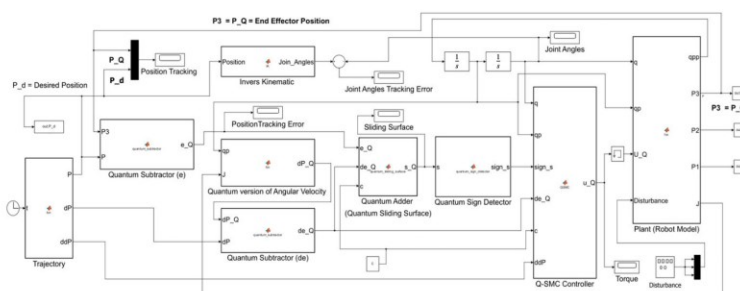 P3 = P_Q = End Effector Position
P_Q
P_d
Position Tracking
P_d = Desired Position
Position
Join_Angles
Invers Kinematic
Joint Angles Tracking Error
Joint Angles
1
s
1
s
P3
P
e_Q
Quantum Subtractor (e)
PositionTracking Error
qp
J
dP_Q
Quantum version of Angular Velocity
Sliding Surface
e_Q
de_Q
c
s_Q
Quantum Adder
(Quantum Sliding Surface)
s
sign_s
Quantum Sign Detector
q
qp
sign_s
de_Q
c
ddP
u_Q
Q-SMC Controller
q
qp
U_Q
Disturbance
qpp
P3
P2
P1
J
Plant (Robot Model)
P3 = P_
t
P
dP
ddP
Trajectory
dP_Q
dP
de_Q
Quantum Subtractor (de)
Torque
Disturbance